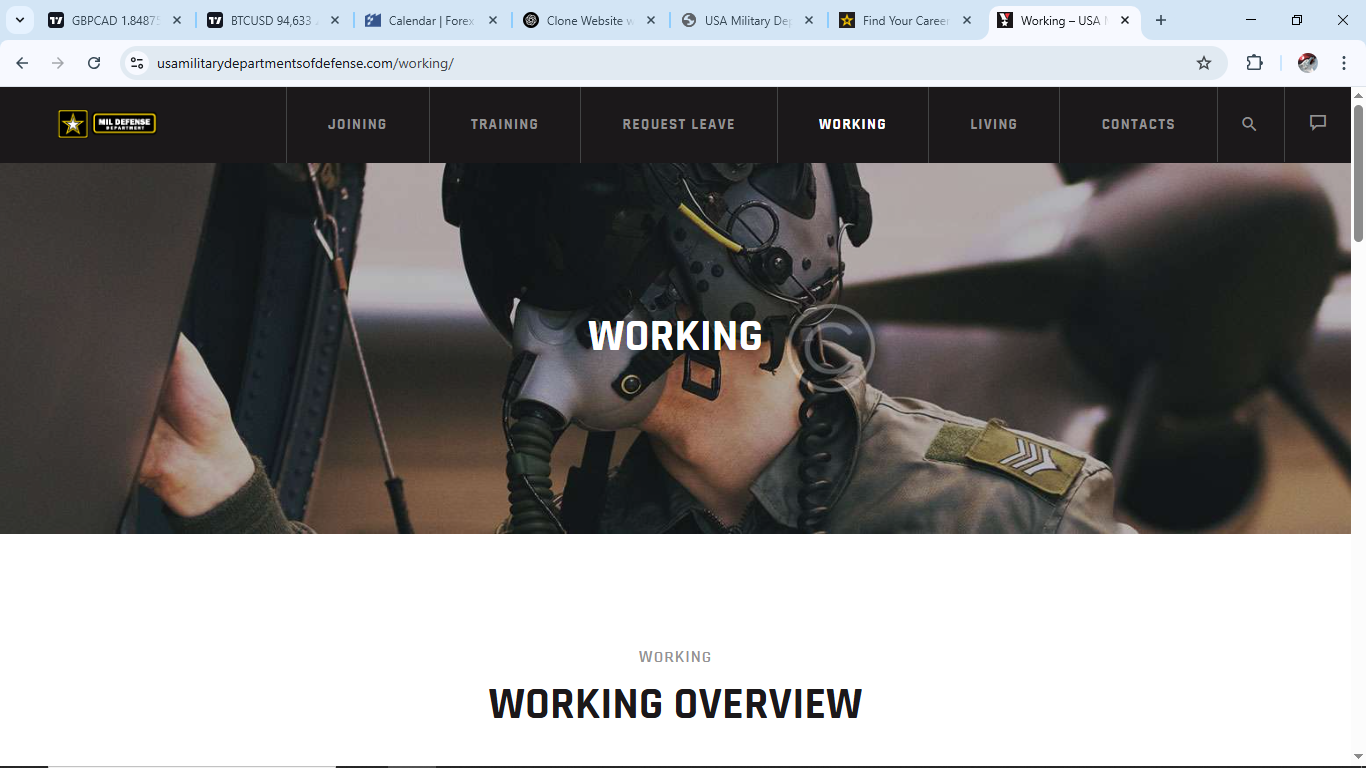 GBPCAD 1.8487
BTCUSD 94,633
Calendar | Forex
Clone Website w
USA Military Dep
Find Your Career
Working – USA
usamilitarydepartmentsofdefense.com/working/
MIL DEFENSE
DEPARTMENT
JOINING
TRAINING
REQUEST LEAVE
WORKING
LIVING
CONTACTS
WORKING
©
WORKING
WORKING OVERVIEW